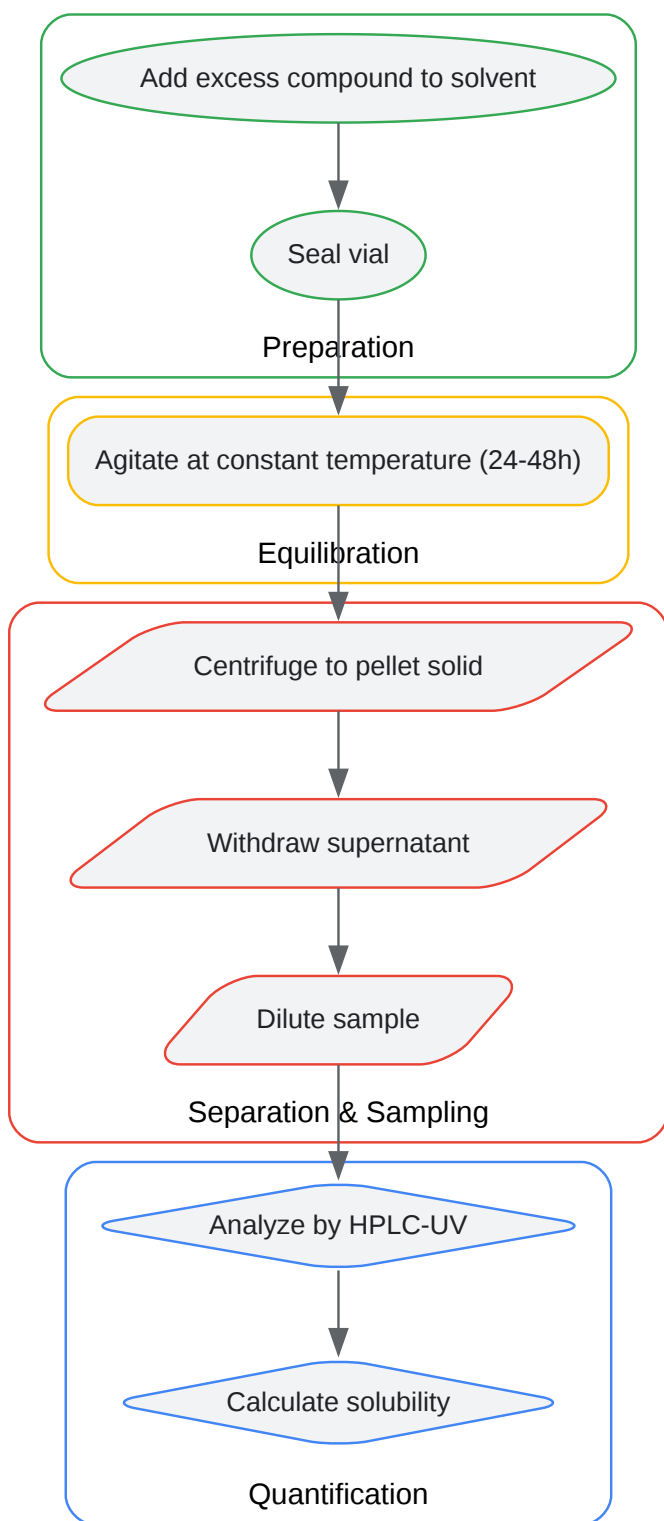 Add excess compound to solvent
Seal vial
Preparation
Agitate at constant temperature (24-48h)
Equilibration
Centrifuge to pellet solid
Withdraw supernatant
Dilute sample
Separation & Sampling
Analyze by HPLC-UV
Calculate solubility
Quantification